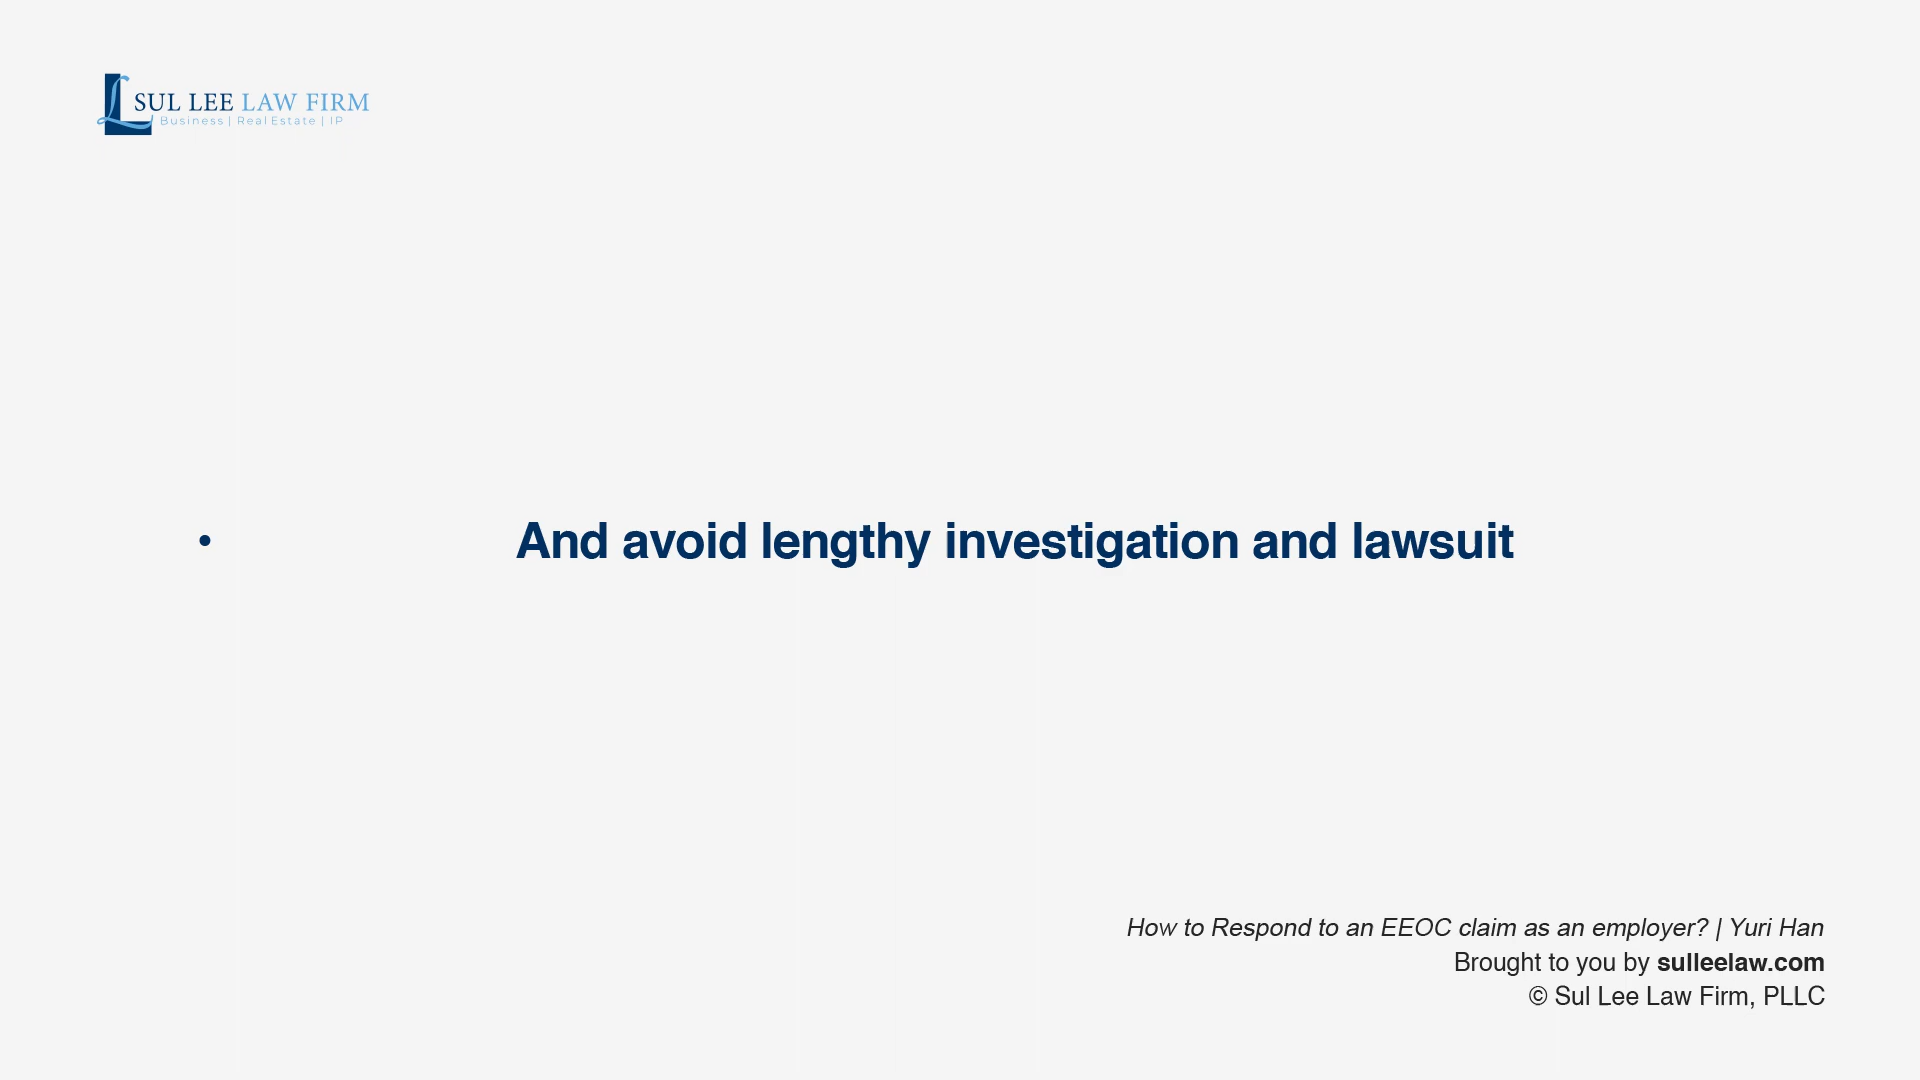 SUL LEE LAW FIRM
Business | Real Estate | IP
• And avoid lengthy investigation and lawsuit
How to Respond to an EEOC claim as an employer? | Yuri Han
Brought to you by sulleelaw.com
© Sul Lee Law Firm, PLLC